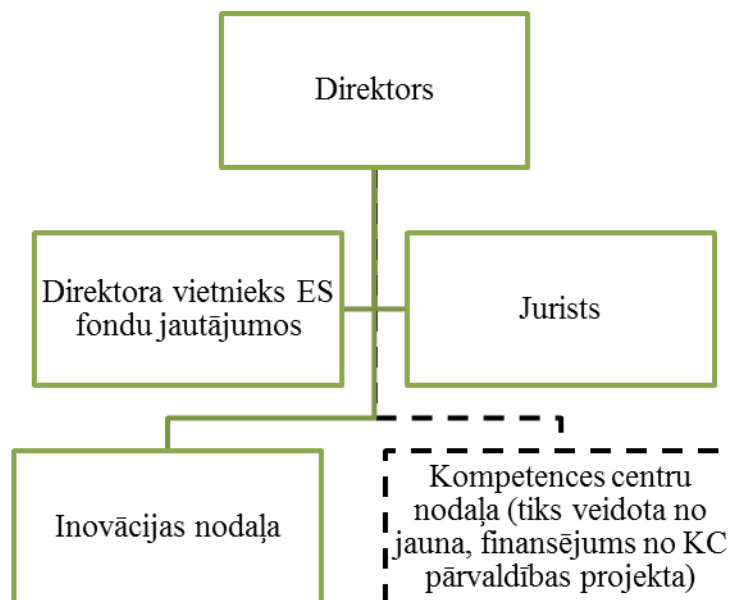 Direktors
Direktora vietnieks ES
fondu jautājumos
Jurists
Inovācijas nodaļa
Kompetences centru
nodaļa (tiks veidota no
jauna, finansējums no KC
pārvaldības projekta)